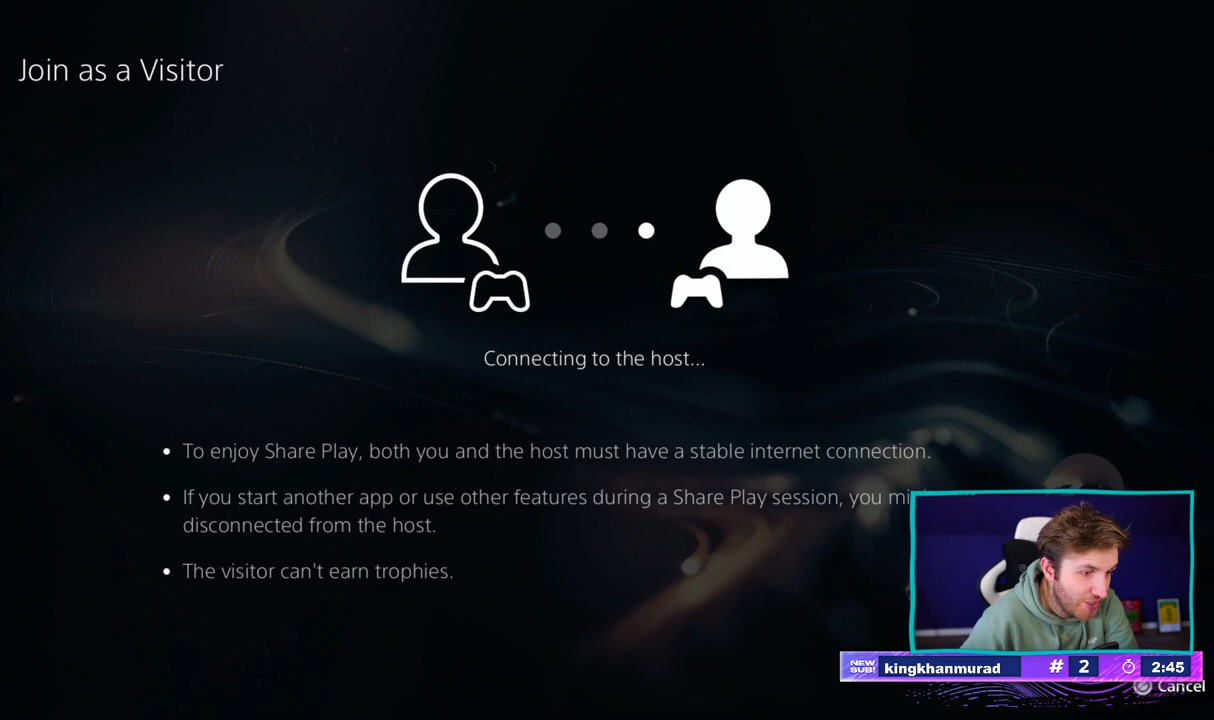 Join as a Visitor
Connecting to the host...
• To enjoy Share Play, both you and the host must have a stable internet connection.
• If you start another app or use other features during a Share Play session, you
disconnected from the host.
• The visitor can't earn trophies.
NEW
SUB!
kingkhanmurad
# 2
2:45
Cancel